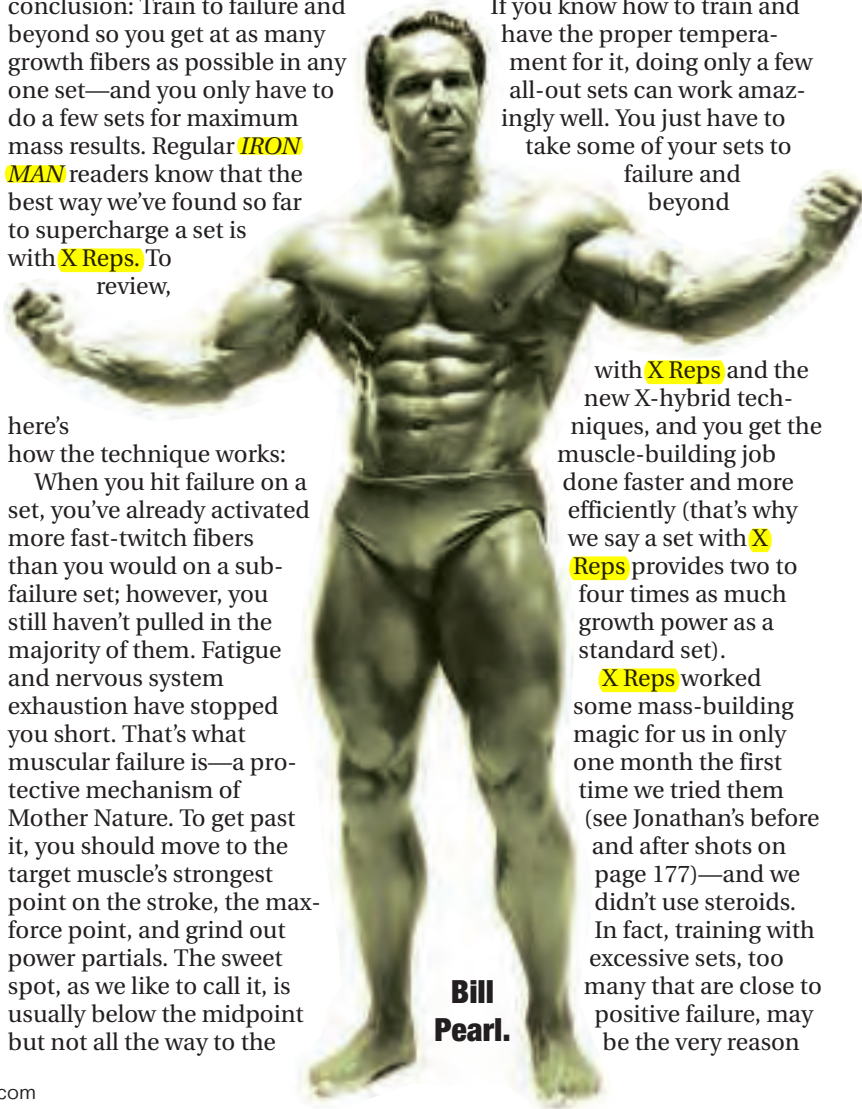 conclusion: Train to failure and
beyond so you get at as many
growth fibers as possible in any
one set—and you only have to
do a few sets for maximum
mass results. Regular IRON
MAN readers know that the
best way we've found so far
to supercharge a set is
with X Reps. To
review,
here's
how the technique works:
When you hit failure on a
set, you've already activated
more fast-twitch fibers
than you would on a sub-
failure set; however, you
still haven't pulled in the
majority of them. Fatigue
and nervous system
exhaustion have stopped
you short. That's what
muscular failure is—a pro-
tective mechanism of
Mother Nature. To get past
it, you should move to the
target muscle's strongest
point on the stroke, the max-
force point, and grind out
power partials. The sweet
spot, as we like to call it, is
usually below the midpoint
but not all the way to the
If you know how to train and
have the proper tempera-
ment for it, doing only a few
all-out sets can work amaz-
ingly well. You just have to
take some of your sets to
failure and
beyond
with X Reps and the
new X-hybrid tech-
niques, and you get the
muscle-building job
done faster and more
efficiently (that's why
we say a set with X
Reps provides two to
four times as much
growth power as a
standard set).
X Reps worked
some mass-building
magic for us in only
one month the first
time we tried them
(see Jonathan's before
and after shots on
page 177)—and we
didn't use steroids.
In fact, training with
excessive sets, too
many that are close to
positive failure, may
be the very reason
Bill
Pearl.
com